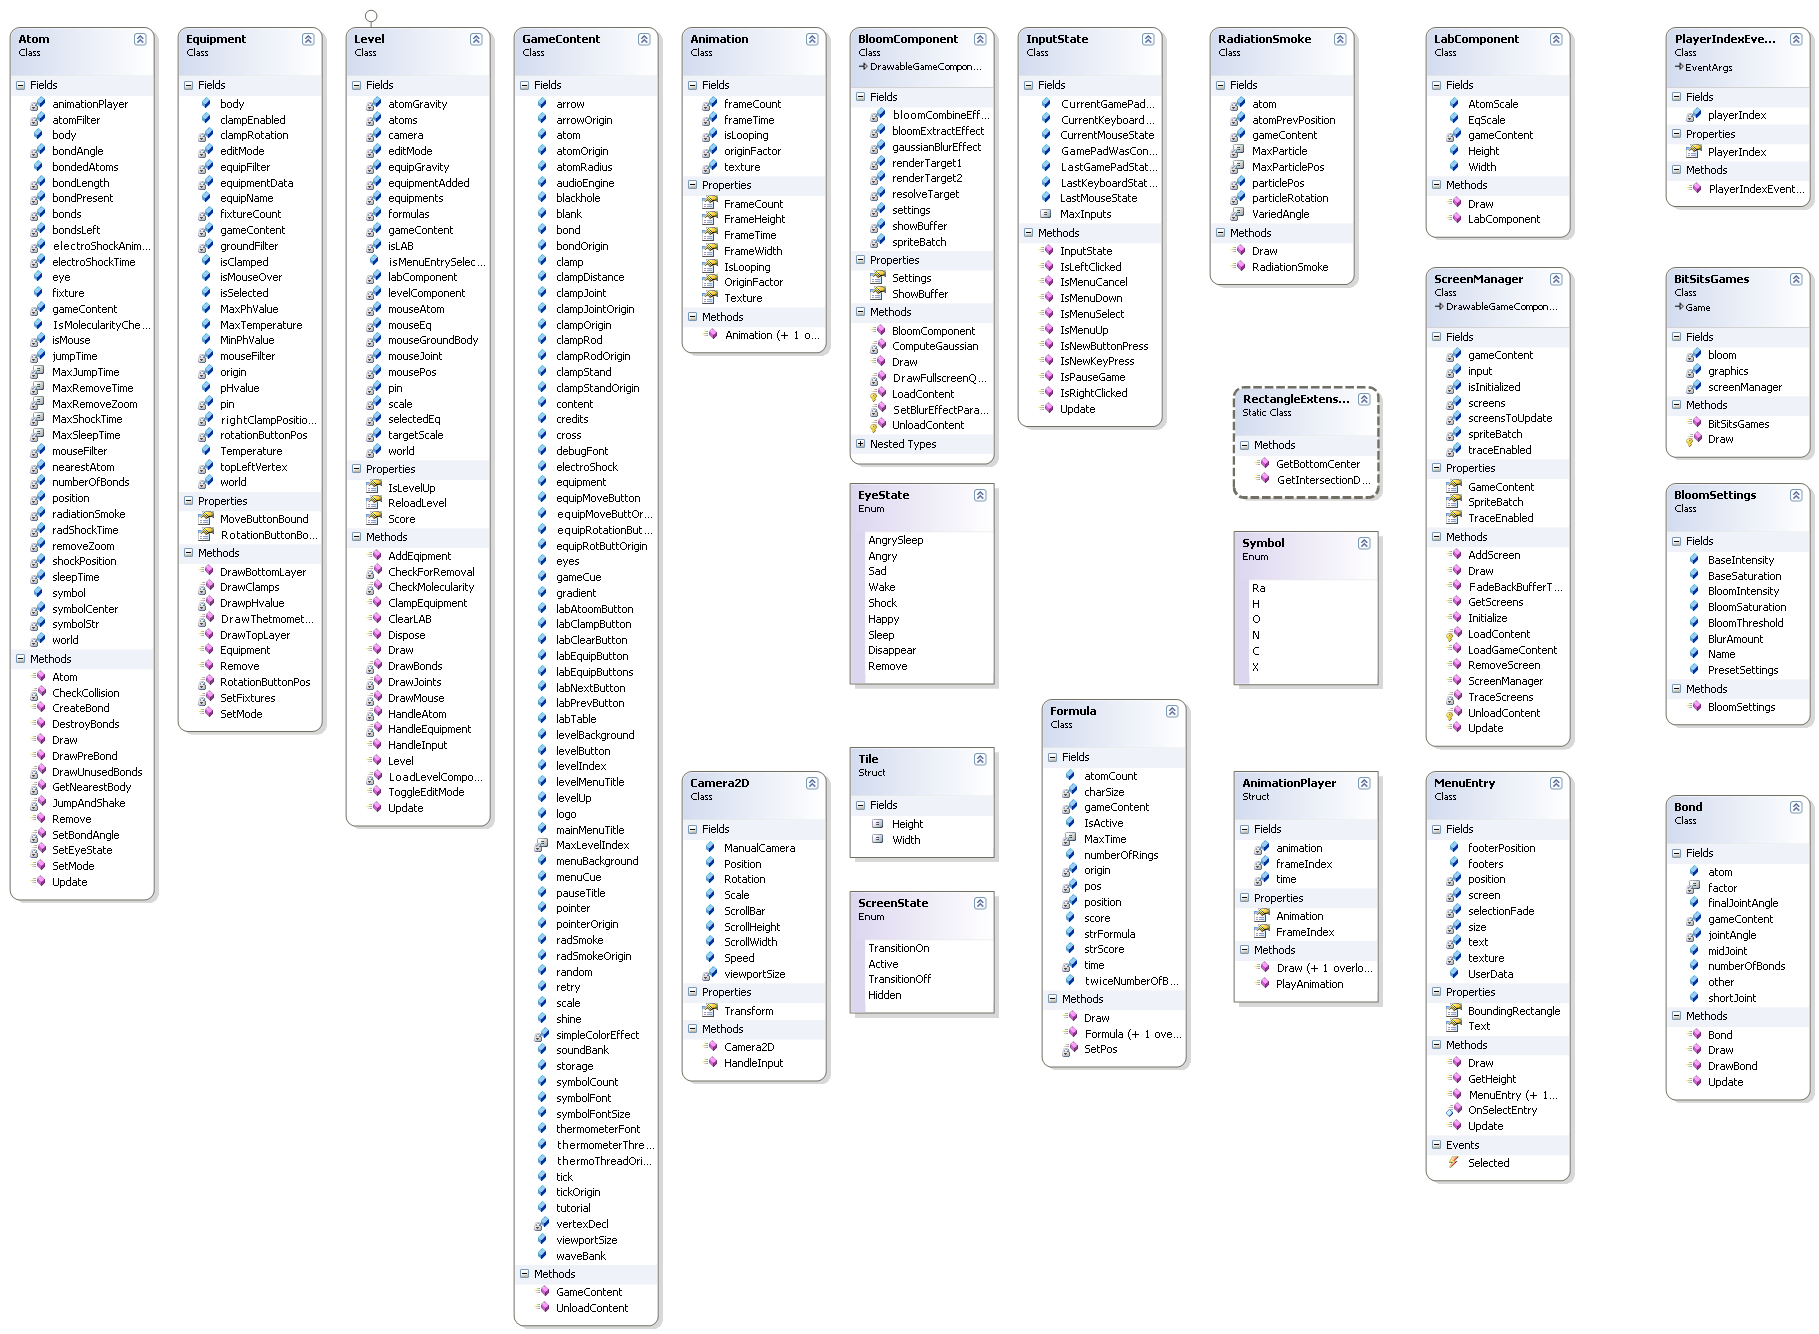 Atom
Class
Fields
animationPlayer
atomFilter
body
bondAngle
bondedAtoms
bondLength
bondPresent
bonds
bondsLeft
electroShockAnim...
electroShockTime
eye
fixture
gameContent
IsMolecularityChe...
isMouse
jumpTime
MaxJumpTime
MaxRemoveTime
MaxRemoveZoom
MaxShockTime
MaxSleepTime
mouseFilter
nearestAtom
numberOfBonds
position
radiationSmoke
radShockTime
removeZoom
shockPosition
sleepTime
symbol
symbolCenter
symbolStr
world
Methods
Atom
CheckCollision
CreateBond
DestroyBonds
Draw
DrawPreBond
DrawUnusedBonds
GetNearestBody
JumpAndShake
Remove
SetBondAngle
SetEyeState
SetMode
Update
Equipment
Class
Fields
body
clampEnabled
clampRotation
editMode
equipFilter
equipmentData
equipName
fixtureCount
gameContent
groundFilter
isClamped
isMouseOver
isSelected
MaxPhValue
MaxTemperature
MinPhValue
mouseFilter
origin
pHvalue
pin
rightClampPositio...
rotationButtonPos
Temperature
topLeftVertex
world
Properties
MoveButtonBound
RotationButtonBo...
Methods
DrawBottomLayer
DrawClamps
DrawpHvalue
DrawThetmomet...
DrawTopLayer
Equipment
Remove
RotationButtonPos
SetFixtures
SetMode
Level
Class
Fields
atomGravity
atoms
camera
editMode
equipGravity
equipmentAdded
equipments
formulas
gameContent
isLAB
isMenuEntrySelec...
labComponent
levelComponent
mouseAtom
mouseEq
mouseGroundBody
mouseJoint
mousePos
pin
scale
selectedEq
targetScale
world
Properties
IsLevelUp
ReloadLevel
Score
Methods
AddEqipment
CheckForRemoval
CheckMolecularity
ClampEquipment
ClearLAB
Dispose
Draw
DrawBonds
DrawJoints
DrawMouse
HandleAtom
HandleEquipment
HandleInput
Level
LoadLevelCompo...
ToggleEditMode
Update
GameContent
Class
Fields
arrow
arrowOrigin
atom
atomOrigin
atomRadius
audioEngine
blackhole
blank
bond
bondOrigin
clamp
clampDistance
clampJoint
clampJointOrigin
clampOrigin
clampRod
clampRodOrigin
clampStand
clampStandOrigin
content
credits
cross
debugFont
electroShock
equipment
equipMoveButton
equipMoveButtOr...
equipRotationBut...
equipRotButtOrigin
eyes
gameCue
gradient
labAtoomButton
labClampButton
labClearButton
labEquipButton
labEquipButtons
labNextButton
labPrevButton
labTable
levelBackground
levelButton
levelIndex
levelMenuTitle
levelUp
logo
mainMenuTitle
MaxLevelIndex
menuBackground
menuCue
pauseTitle
pointer
pointerOrigin
radSmoke
radSmokeOrigin
random
retry
scale
shine
simpleColorEffect
soundBank
storage
symbolCount
symbolFont
symbolFontSize
thermometerFont
thermometerThre...
thermoThreadOri...
tick
tickOrigin
tutorial
vertexDecl
viewportSize
waveBank
Methods
GameContent
UnloadContent
Animation
Class
Fields
frameCount
frameTime
isLooping
originFactor
texture
Properties
FrameCount
FrameHeight
FrameTime
FrameWidth
IsLooping
OriginFactor
Texture
Methods
Animation (+ 1 o...
Camera2D
Class
Fields
ManualCamera
Position
Rotation
Scale
ScrollBar
ScrollHeight
ScrollWidth
Speed
viewportSize
Properties
Transform
Methods
Camera2D
HandleInput
BloomComponent
Class
DrawableGameCompon...
Fields
bloomCombineEff...
bloomExtractEffect
gaussianBlurEffect
renderTarget1
renderTarget2
resolveTarget
settings
showBuffer
spriteBatch
Properties
Settings
ShowBuffer
Methods
BloomComponent
ComputeGaussian
Draw
DrawFullscreenQ...
LoadContent
SetBlurEffectPara...
UnloadContent
Nested Types
EyeState
Enum
AngrySleep
Angry
Sad
Wake
Shock
Happy
Sleep
Disappear
Remove
Tile
Struct
Fields
Height
Width
ScreenState
Enum
TransitionOn
Active
TransitionOff
Hidden
InputState
Class
Fields
CurrentGamePad...
CurrentKeyboard...
CurrentMouseState
GamePadWasCon...
LastGamePadStat...
LastKeyboardStat...
LastMouseState
MaxInputs
Methods
InputState
IsLeftClicked
IsMenuCancel
IsMenuDown
IsMenuSelect
IsMenuUp
IsNewButtonPress
IsNewKeyPress
IsPauseGame
IsRightClicked
Update
Formula
Class
Fields
atomCount
charSize
gameContent
IsActive
MaxTime
numberOfRings
origin
pos
position
score
strFormula
strScore
time
twiceNumberOfB...
Methods
Draw
Formula (+ 1 ove...
SetPos
RadiationSmoke
Class
Fields
atom
atomPrevPosition
gameContent
MaxParticle
MaxParticlePos
particlePos
particleRotation
VariedAngle
Methods
Draw
RadiationSmoke
RectangleExtens...
Static Class
Methods
GetBottomCenter
GetIntersectionD...
Symbol
Enum
Ra
H
O
N
C
X
AnimationPlayer
Struct
Fields
animation
frameIndex
time
Properties
Animation
FrameIndex
Methods
Draw (+ 1 overlo...
PlayAnimation
LabComponent
Class
Fields
AtomScale
EqScale
gameContent
Height
Width
Methods
Draw
LabComponent
ScreenManager
Class
DrawableGameCompon...
Fields
gameContent
input
isInitialized
screens
screensToUpdate
spriteBatch
traceEnabled
Properties
GameContent
SpriteBatch
TraceEnabled
Methods
AddScreen
Draw
FadeBackBufferT...
GetScreens
Initialize
LoadContent
LoadGameContent
RemoveScreen
ScreenManager
TraceScreens
UnloadContent
Update
MenuEntry
Class
Fields
footerPosition
footers
position
screen
selectionFade
size
text
texture
UserData
Properties
BoundingRectangle
Text
Methods
Draw
GetHeight
MenuEntry (+ 1...
OnSelectEntry
Update
Events
Selected
PlayerIndexEve...
Class
EventArgs
Fields
playerIndex
Properties
PlayerIndex
Methods
PlayerIndexEvent...
BitSitsGames
Class
Game
Fields
bloom
graphics
screenManager
Methods
BitSitsGames
Draw
BloomSettings
Class
Fields
BaseIntensity
BaseSaturation
BloomIntensity
BloomSaturation
BloomThreshold
BlurAmount
Name
PresetSettings
Methods
BloomSettings
Bond
Class
Fields
atom
factor
finalJointAngle
gameContent
jointAngle
midJoint
numberOfBonds
other
shortJoint
Methods
Bond
Draw
DrawBond
Update